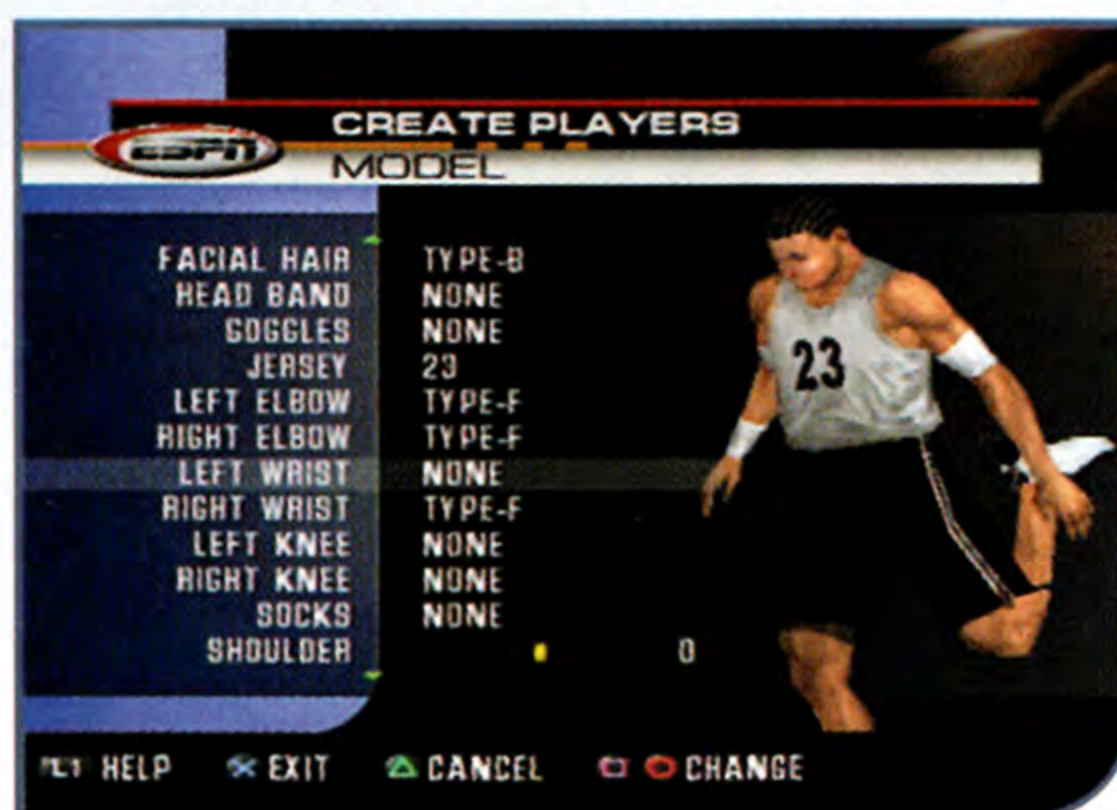 CREATE PLAYERS
ESPN
MODEL
FACIAL HAIR TYPE-B
HEAD BAND NONE
GOGGLES NONE
JERSEY 23
LEFT ELBOW TYPE-F
RIGHT ELBOW TYPE-F
LEFT WRIST NONE
RIGHT WRIST TYPE-F
LEFT KNEE NONE
RIGHT KNEE NONE
SOCKS NONE
SHOULDER 0
23
HELP EXIT CANCEL CHANGE